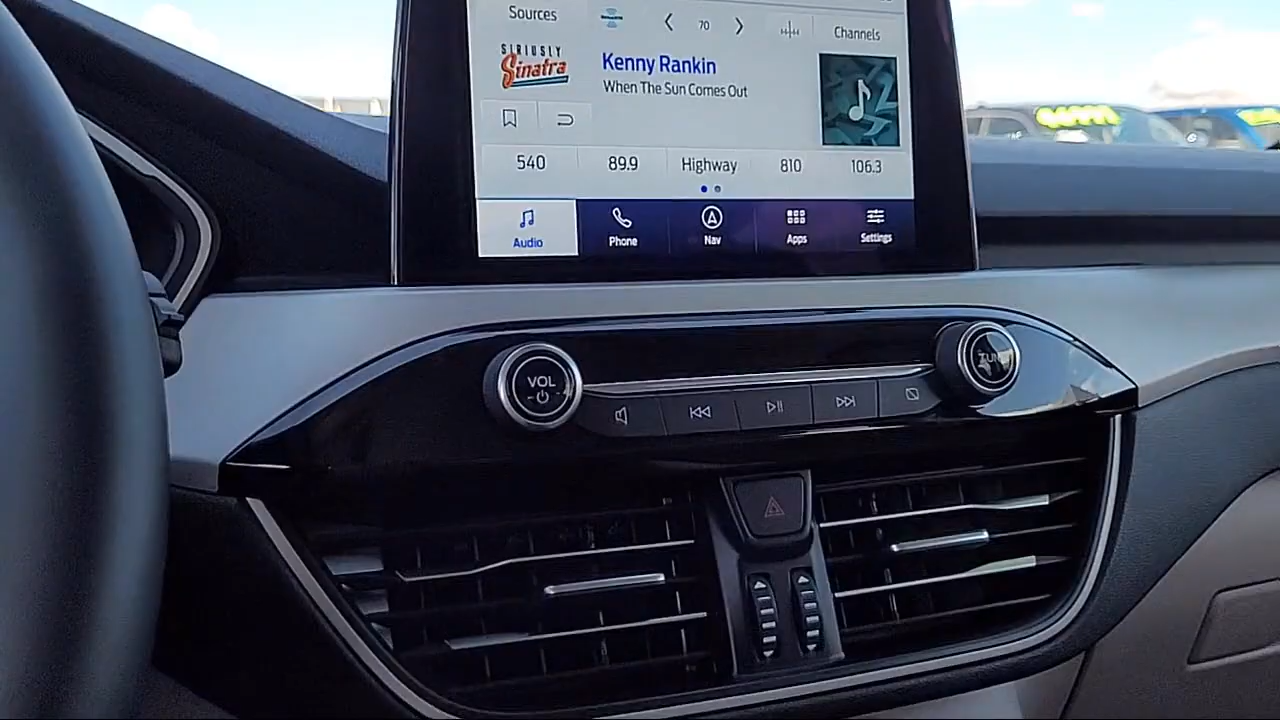 Sources
70
Channels
SIRIUSLY
Sinatra
Kenny Rankin
When The Sun Comes Out
540 89.9 Highway 810 106.3
Audio Phone Nav Apps Settings
VOL
TUNE